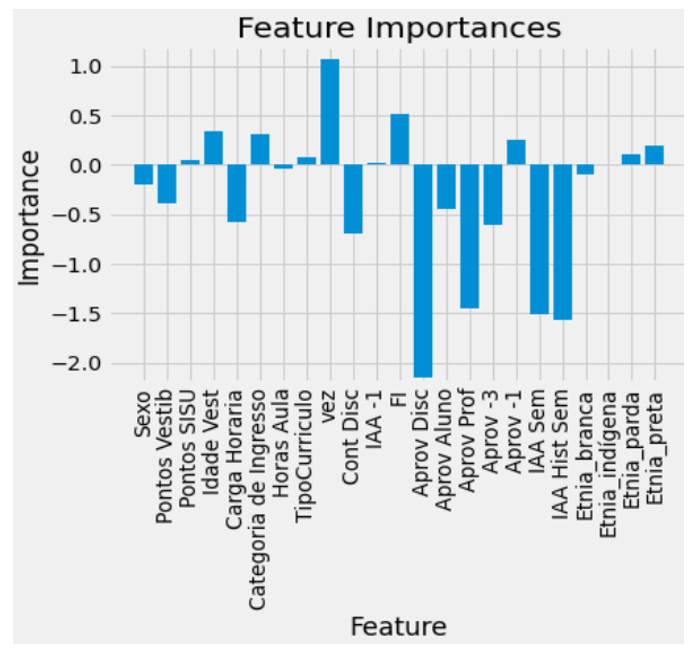 Feature Importances
Importance
1.0
0.5
0.0
−0.5
−1.0
−1.5
−2.0
Sexo
Pontos Vestib
Pontos SISU
Idade Vest
Carga Horaria
Categoria de Ingresso
Horas Aula
TipoCurriculo
vez
Cont Disc
IAA -1
FI
Aprov Disc
Aprov Aluno
Aprov Prof
Aprov -3
Aprov -1
IAA Sem
IAA Hist Sem
Etnia_branca
Etnia_indígena
Etnia_parda
Etnia_preta
Feature